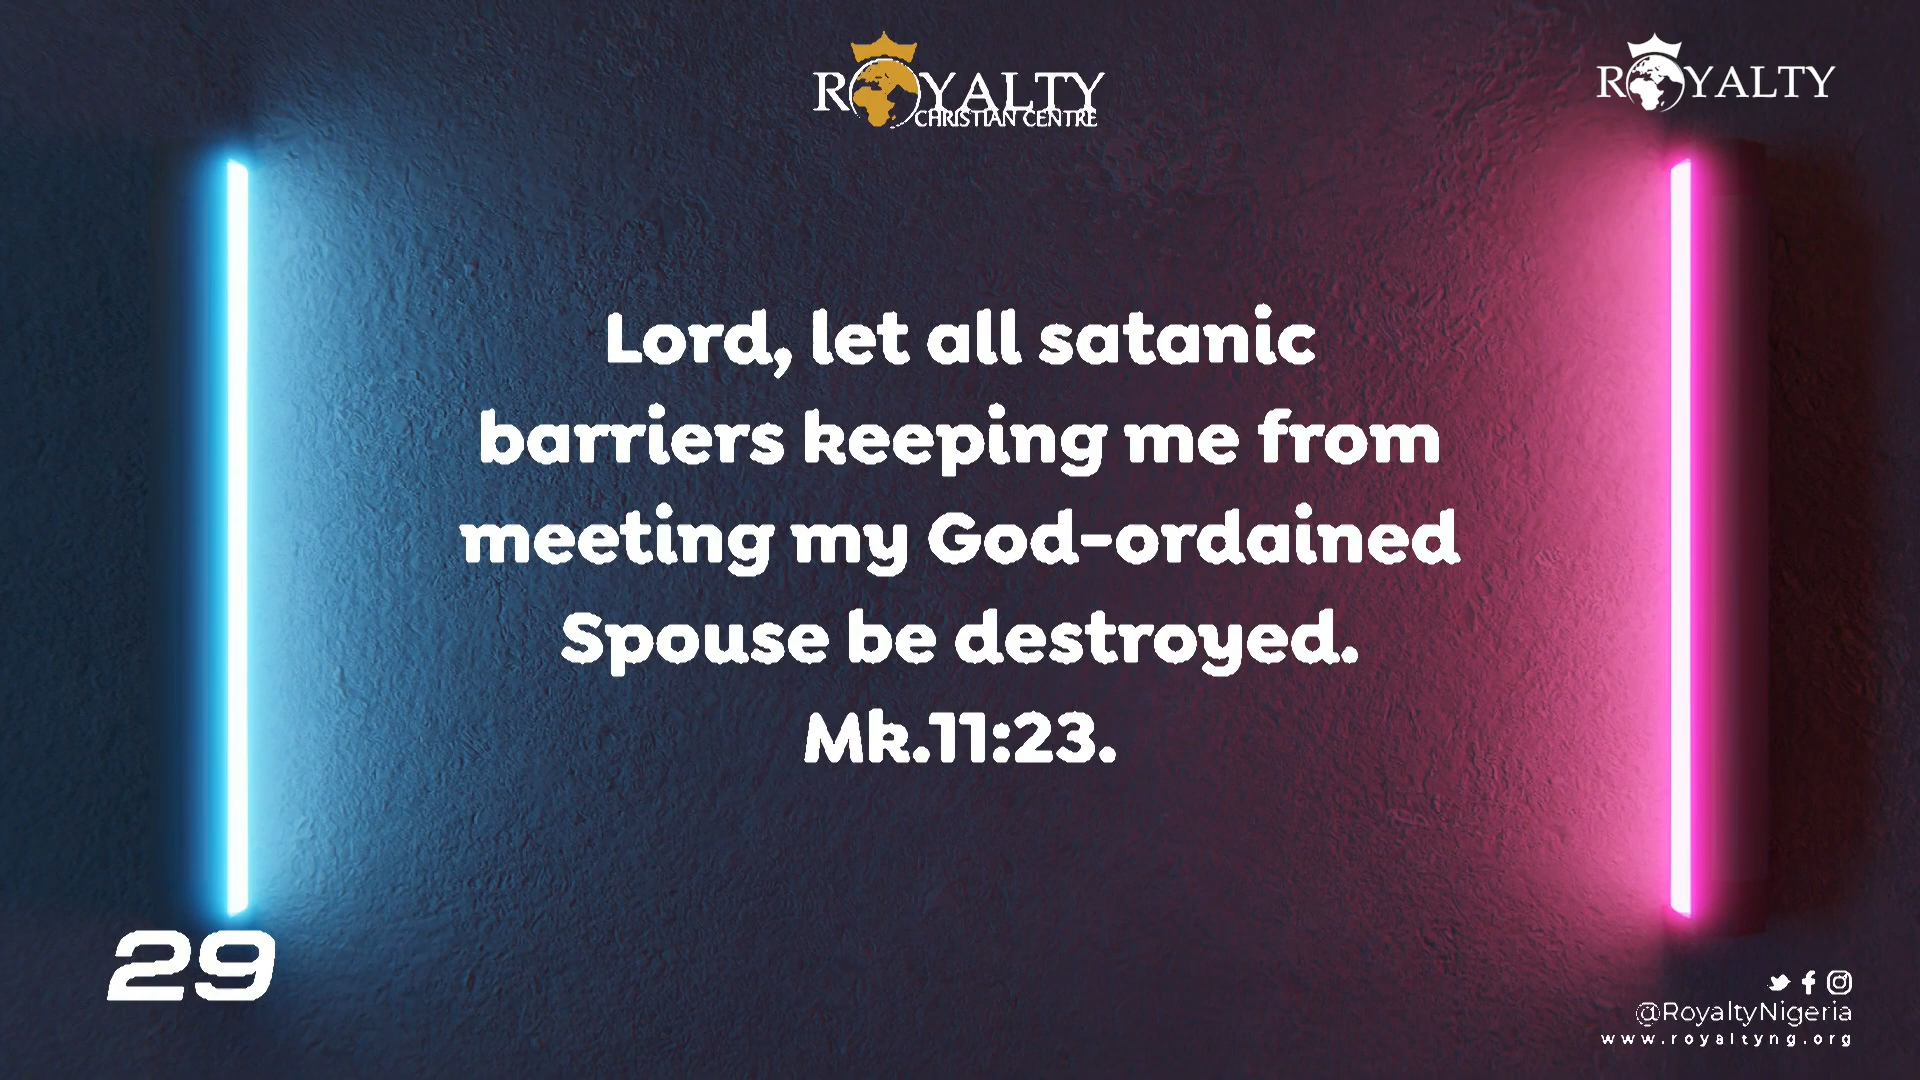 ROYALTY
CHRISTIAN CENTRE
ROYALTY
Lord, let all satanic
barriers keeping me from
meeting my God-ordained
Spouse be destroyed.
Mk.11:23.
29
@RoyaltyNigeria
www.royaltyng.org